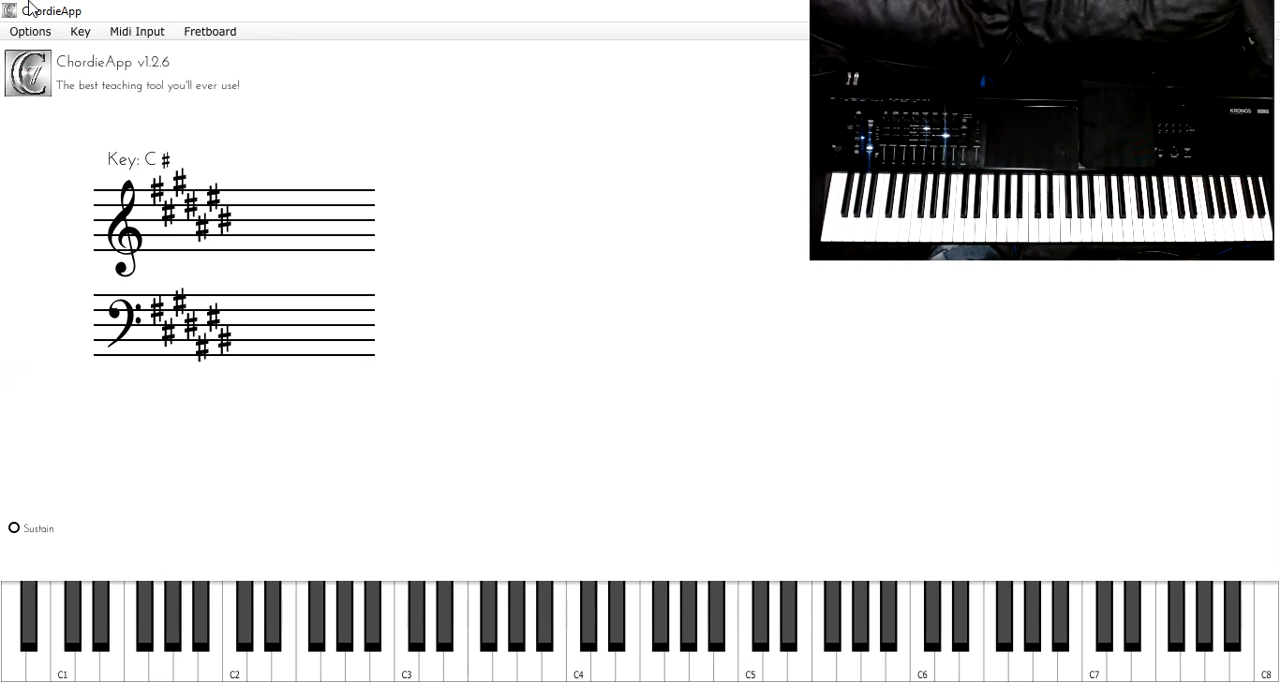 ChordieApp
Options Key Midi Input Fretboard
ChordieApp v1.2.6
The best teaching tool you'll ever use!
Key: C ♯
KRONOS KORG
Sustain
C1 C2 C3 C4 C5 C6 C7 C8